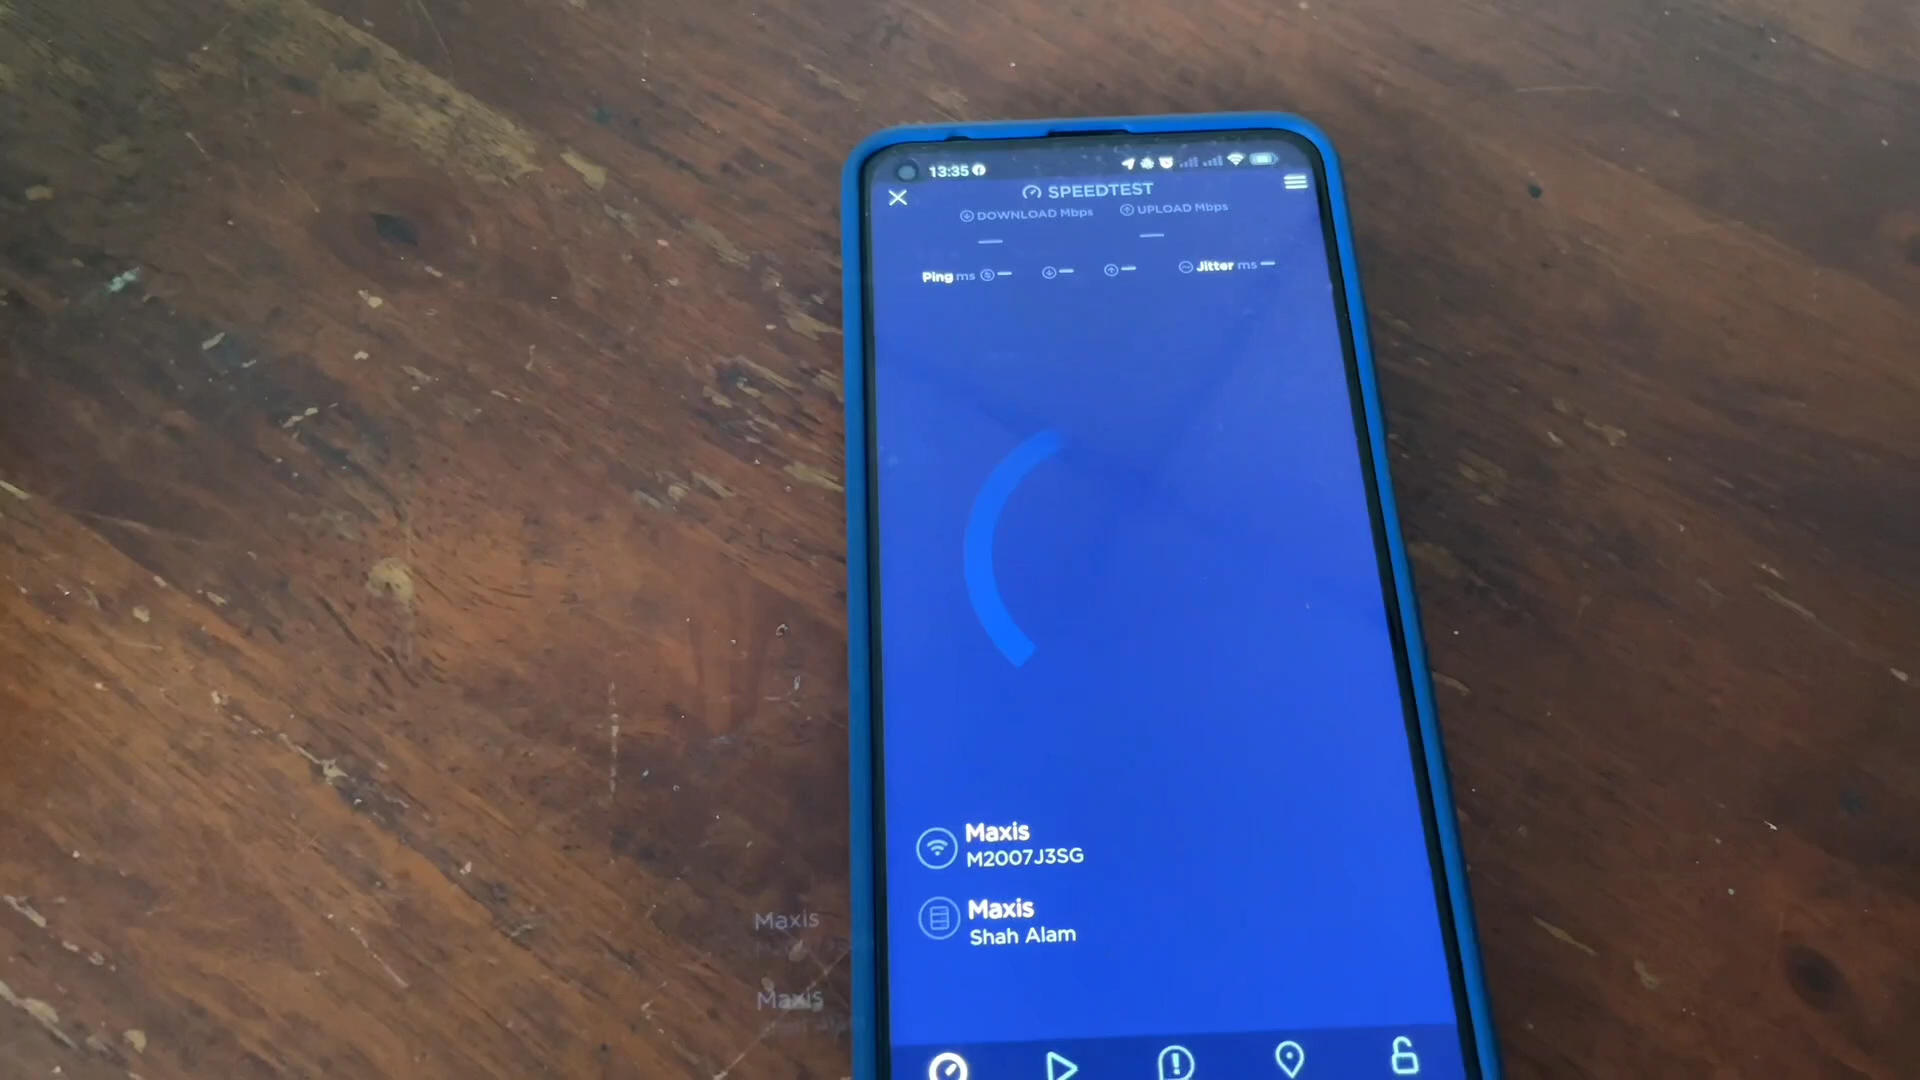 13:35
SPEEDTEST
DOWNLOAD Mbps UPLOAD Mbps
Ping ms Jitter ms
Maxis
M2007J3SG
Maxis
Shah Alam
Maxis
Maxis